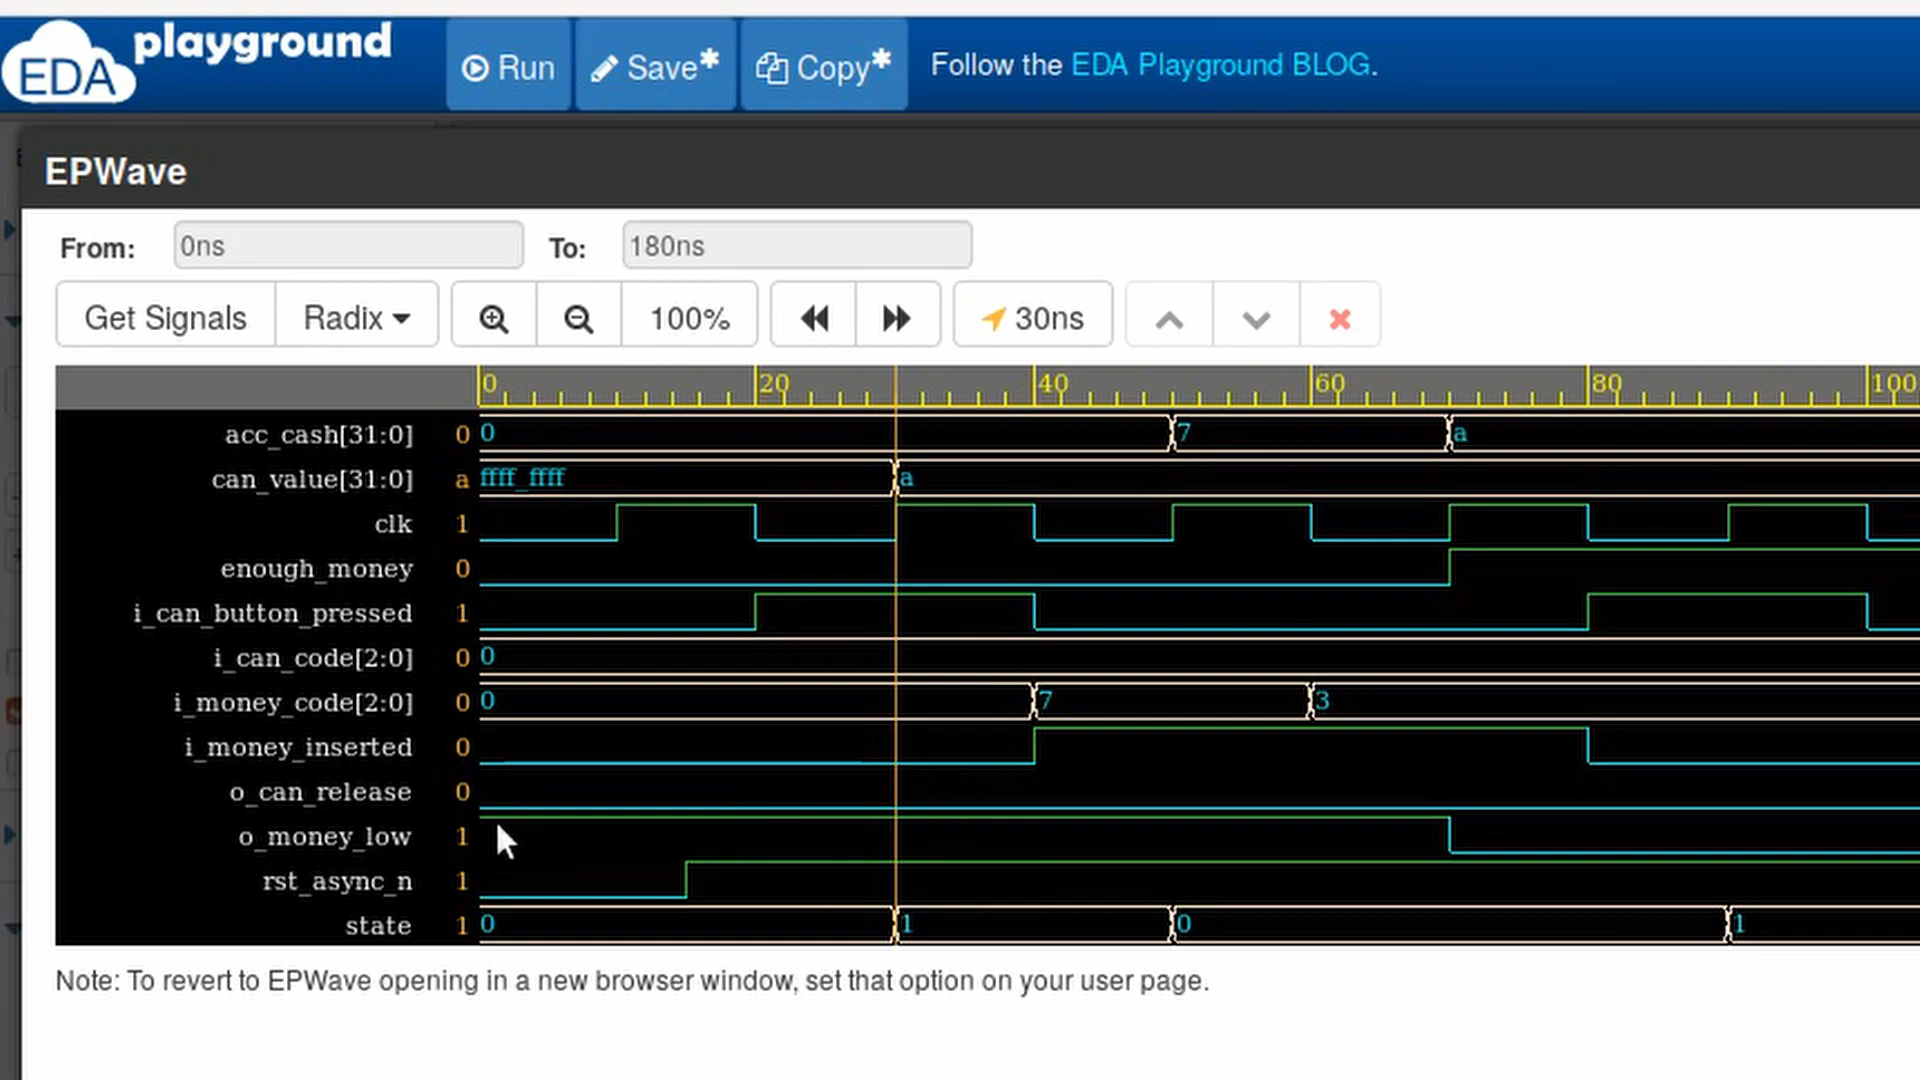 EDA playground
Run
Save*
Copy*
Follow the EDA Playground BLOG.
EPWave
From: 0ns To: 180ns
Get Signals
Radix
100%
30ns
0 20 40 60 80 100
acc_cash[31:0] 0 0 7 a
can_value[31:0] a ffff_ffff a
clk 1
enough_money 0
i_can_button_pressed 1
i_can_code[2:0] 0 0
i_money_code[2:0] 0 0 7 3
i_money_inserted 0
o_can_release 0
o_money_low 1
rst_async_n 1
state 1 0 1 0 1
Note: To revert to EPWave opening in a new browser window, set that option on your user page.